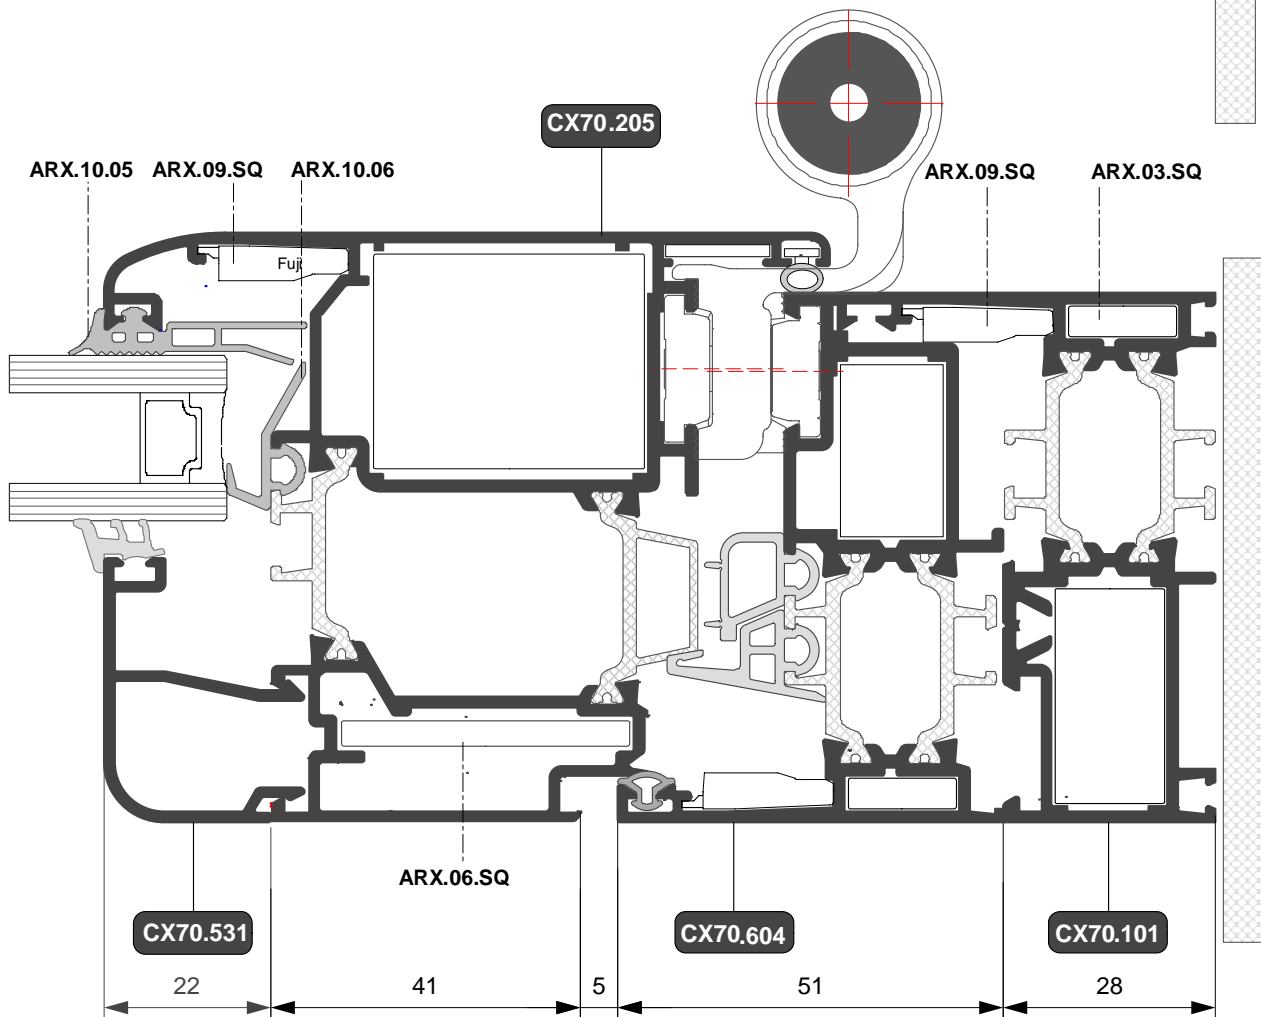 CX70.205
ARX.10.05 ARX.09.SQ ARX.10.06
ARX.09.SQ ARX.03.SQ
Fuji
ARX.06.SQ
CX70.531 CX70.604 CX70.101
22 41 5 51 28